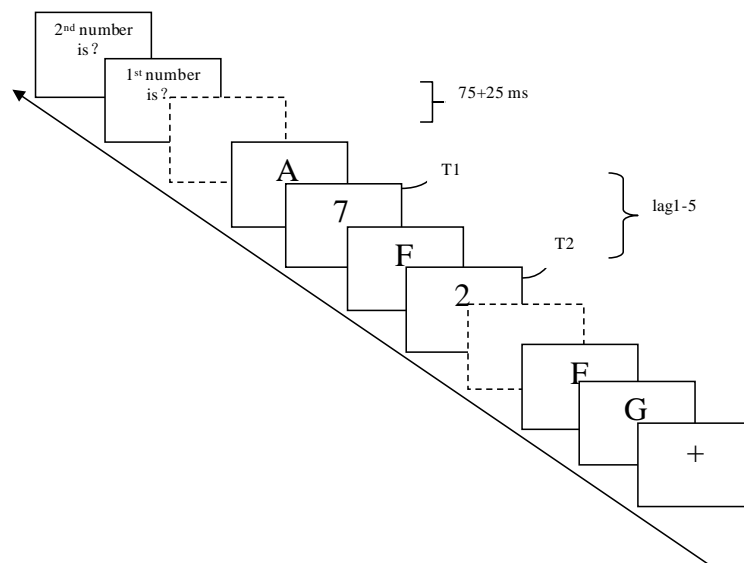 2nd number
is?
1st number
is?
75+25 ms
A
T1
7
lag1-5
F
T2
2
F
G
+